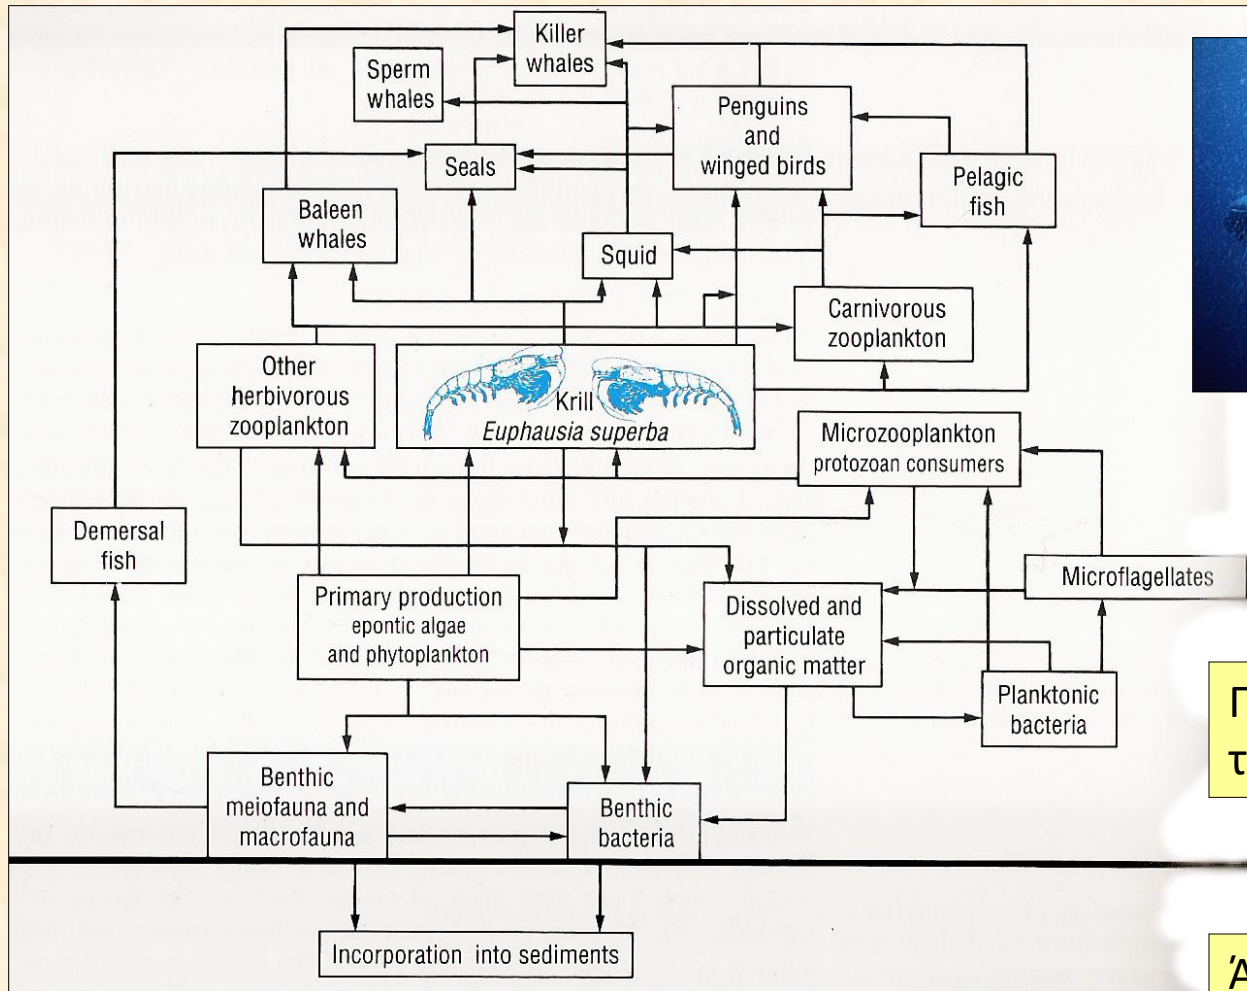 Killer
whales
Sperm
whales
Penguins
and
winged birds
Seals
Pelagic
fish
Baleen
whales
Squid
Carnivorous
zooplankton
Other
herbivorous
zooplankton
Krill
Euphausia superba
Microzooplankton
protozoan consumers
Demersal
fish
Microflagellates
Primary production
epontic algae
and phytoplankton
Dissolved and
particulate
organic matter
Planktonic
bacteria
Benthic
meiofauna and
macrofauna
Benthic
bacteria
Incorporation into sediments